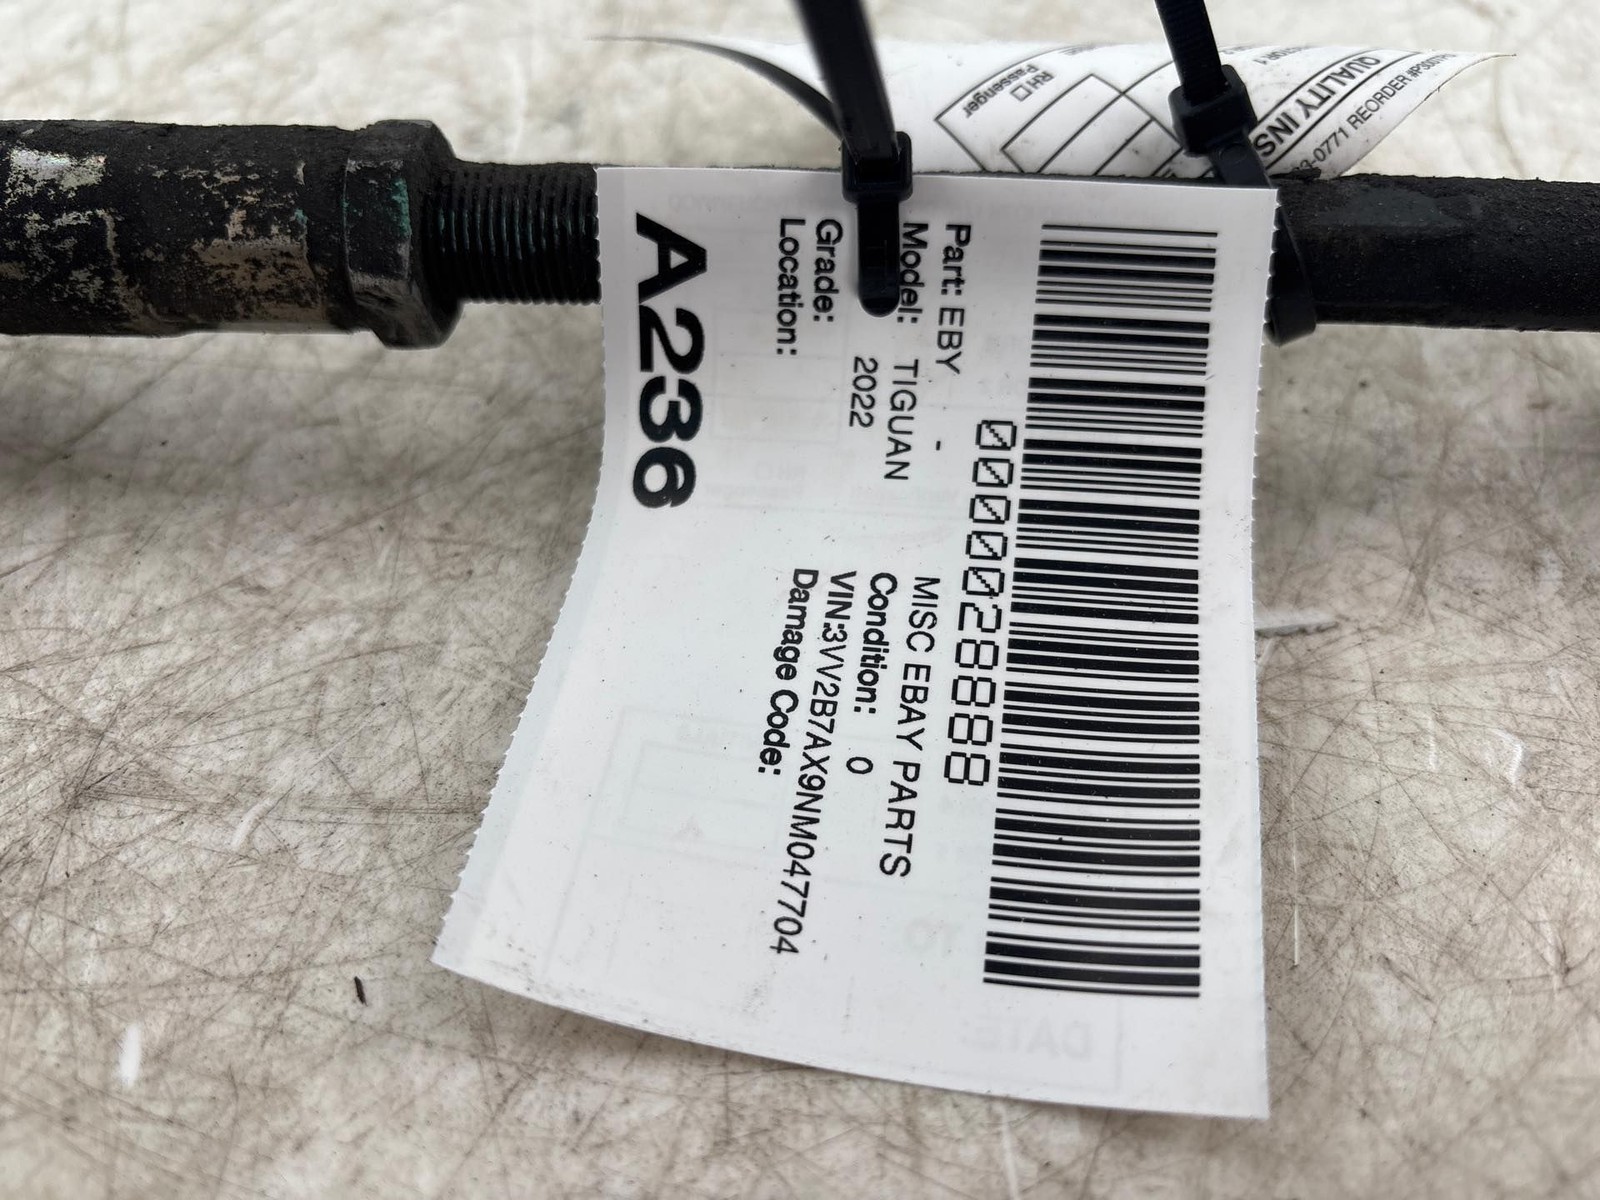 0000028888
Part: EBY - MISC EBAY PARTS
Model: TIGUAN Condition: 0
2022 VIN:3VV2B7AX9NM047704
Grade: Damage Code:
Location:
A236
RH
Passenger
QUALITY INS
REORDER